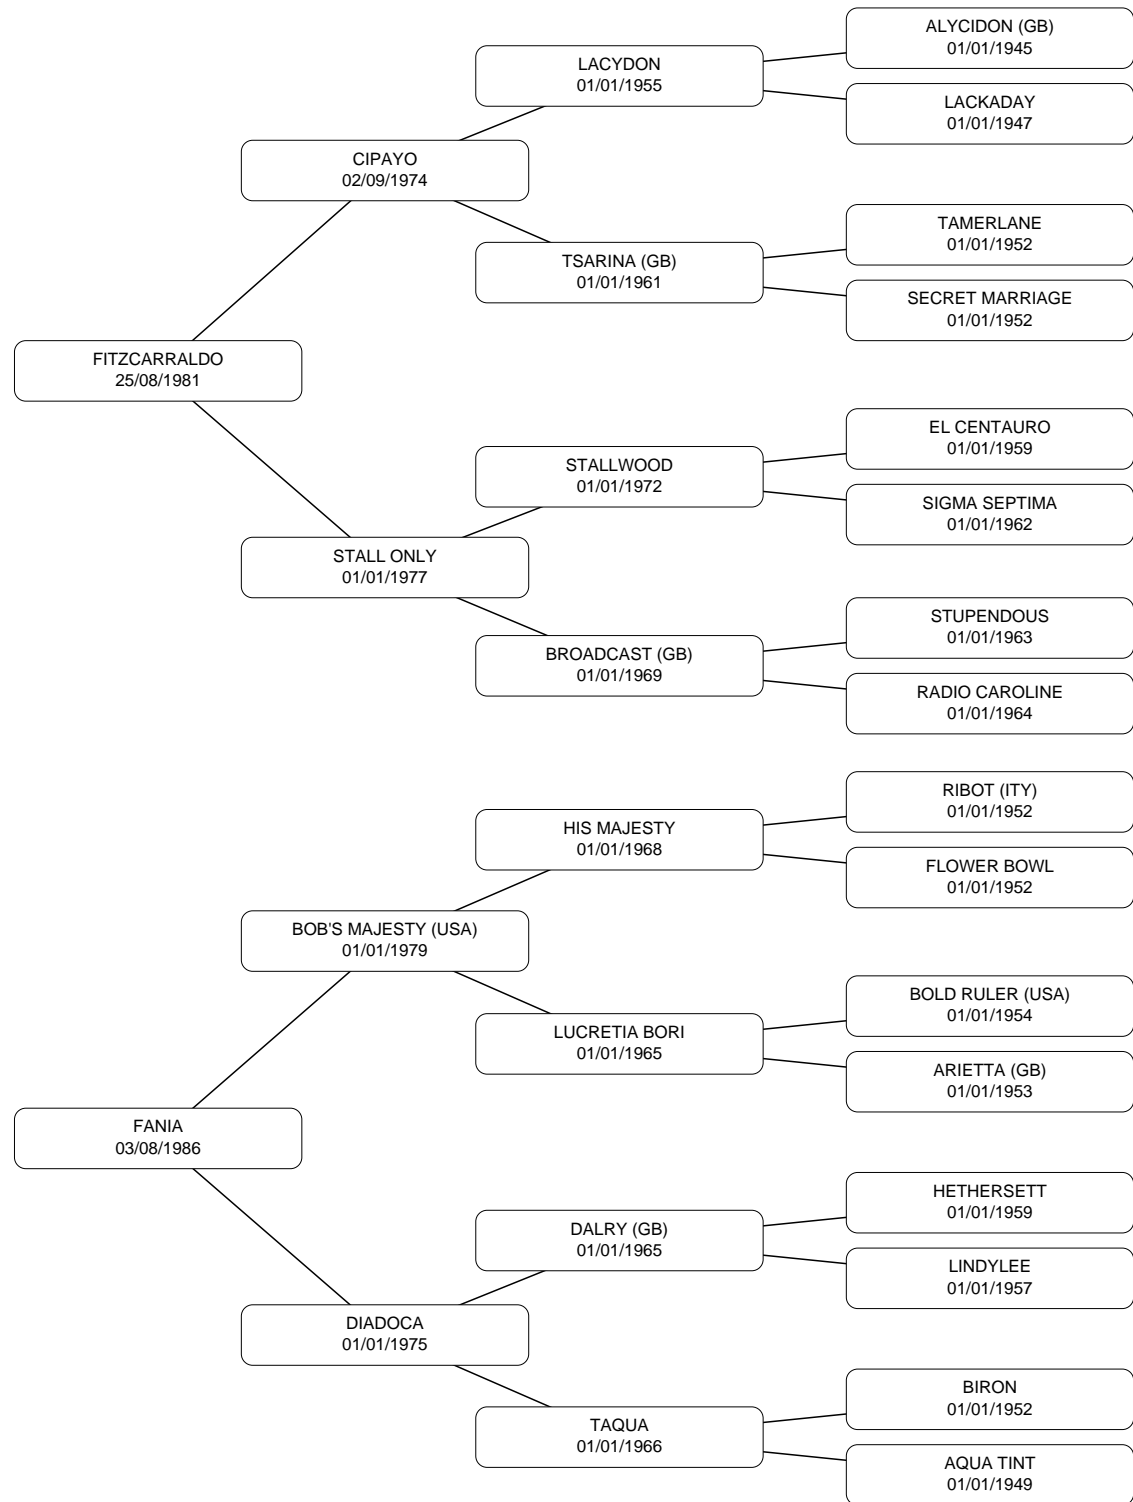 ALYCIDON (GB)
01/01/1945
LACYDON
01/01/1955
LACKADAY
01/01/1947
CIPAYO
02/09/1974
TAMERLANE
01/01/1952
TSARINA (GB)
01/01/1961
SECRET MARRIAGE
01/01/1952
FITZCARRALDO
25/08/1981
EL CENTAURO
01/01/1959
STALLWOOD
01/01/1972
SIGMA SEPTIMA
01/01/1962
STALL ONLY
01/01/1977
STUPENDOUS
01/01/1963
BROADCAST (GB)
01/01/1969
RADIO CAROLINE
01/01/1964
RIBOT (ITY)
01/01/1952
HIS MAJESTY
01/01/1968
FLOWER BOWL
01/01/1952
BOB'S MAJESTY (USA)
01/01/1979
BOLD RULER (USA)
01/01/1954
LUCRETIA BORI
01/01/1965
ARIETTA (GB)
01/01/1953
FANIA
03/08/1986
HETHERSETT
01/01/1959
DALRY (GB)
01/01/1965
LINDYLEE
01/01/1957
DIADOCA
01/01/1975
BIRON
01/01/1952
TAQUA
01/01/1966
AQUA TINT
01/01/1949